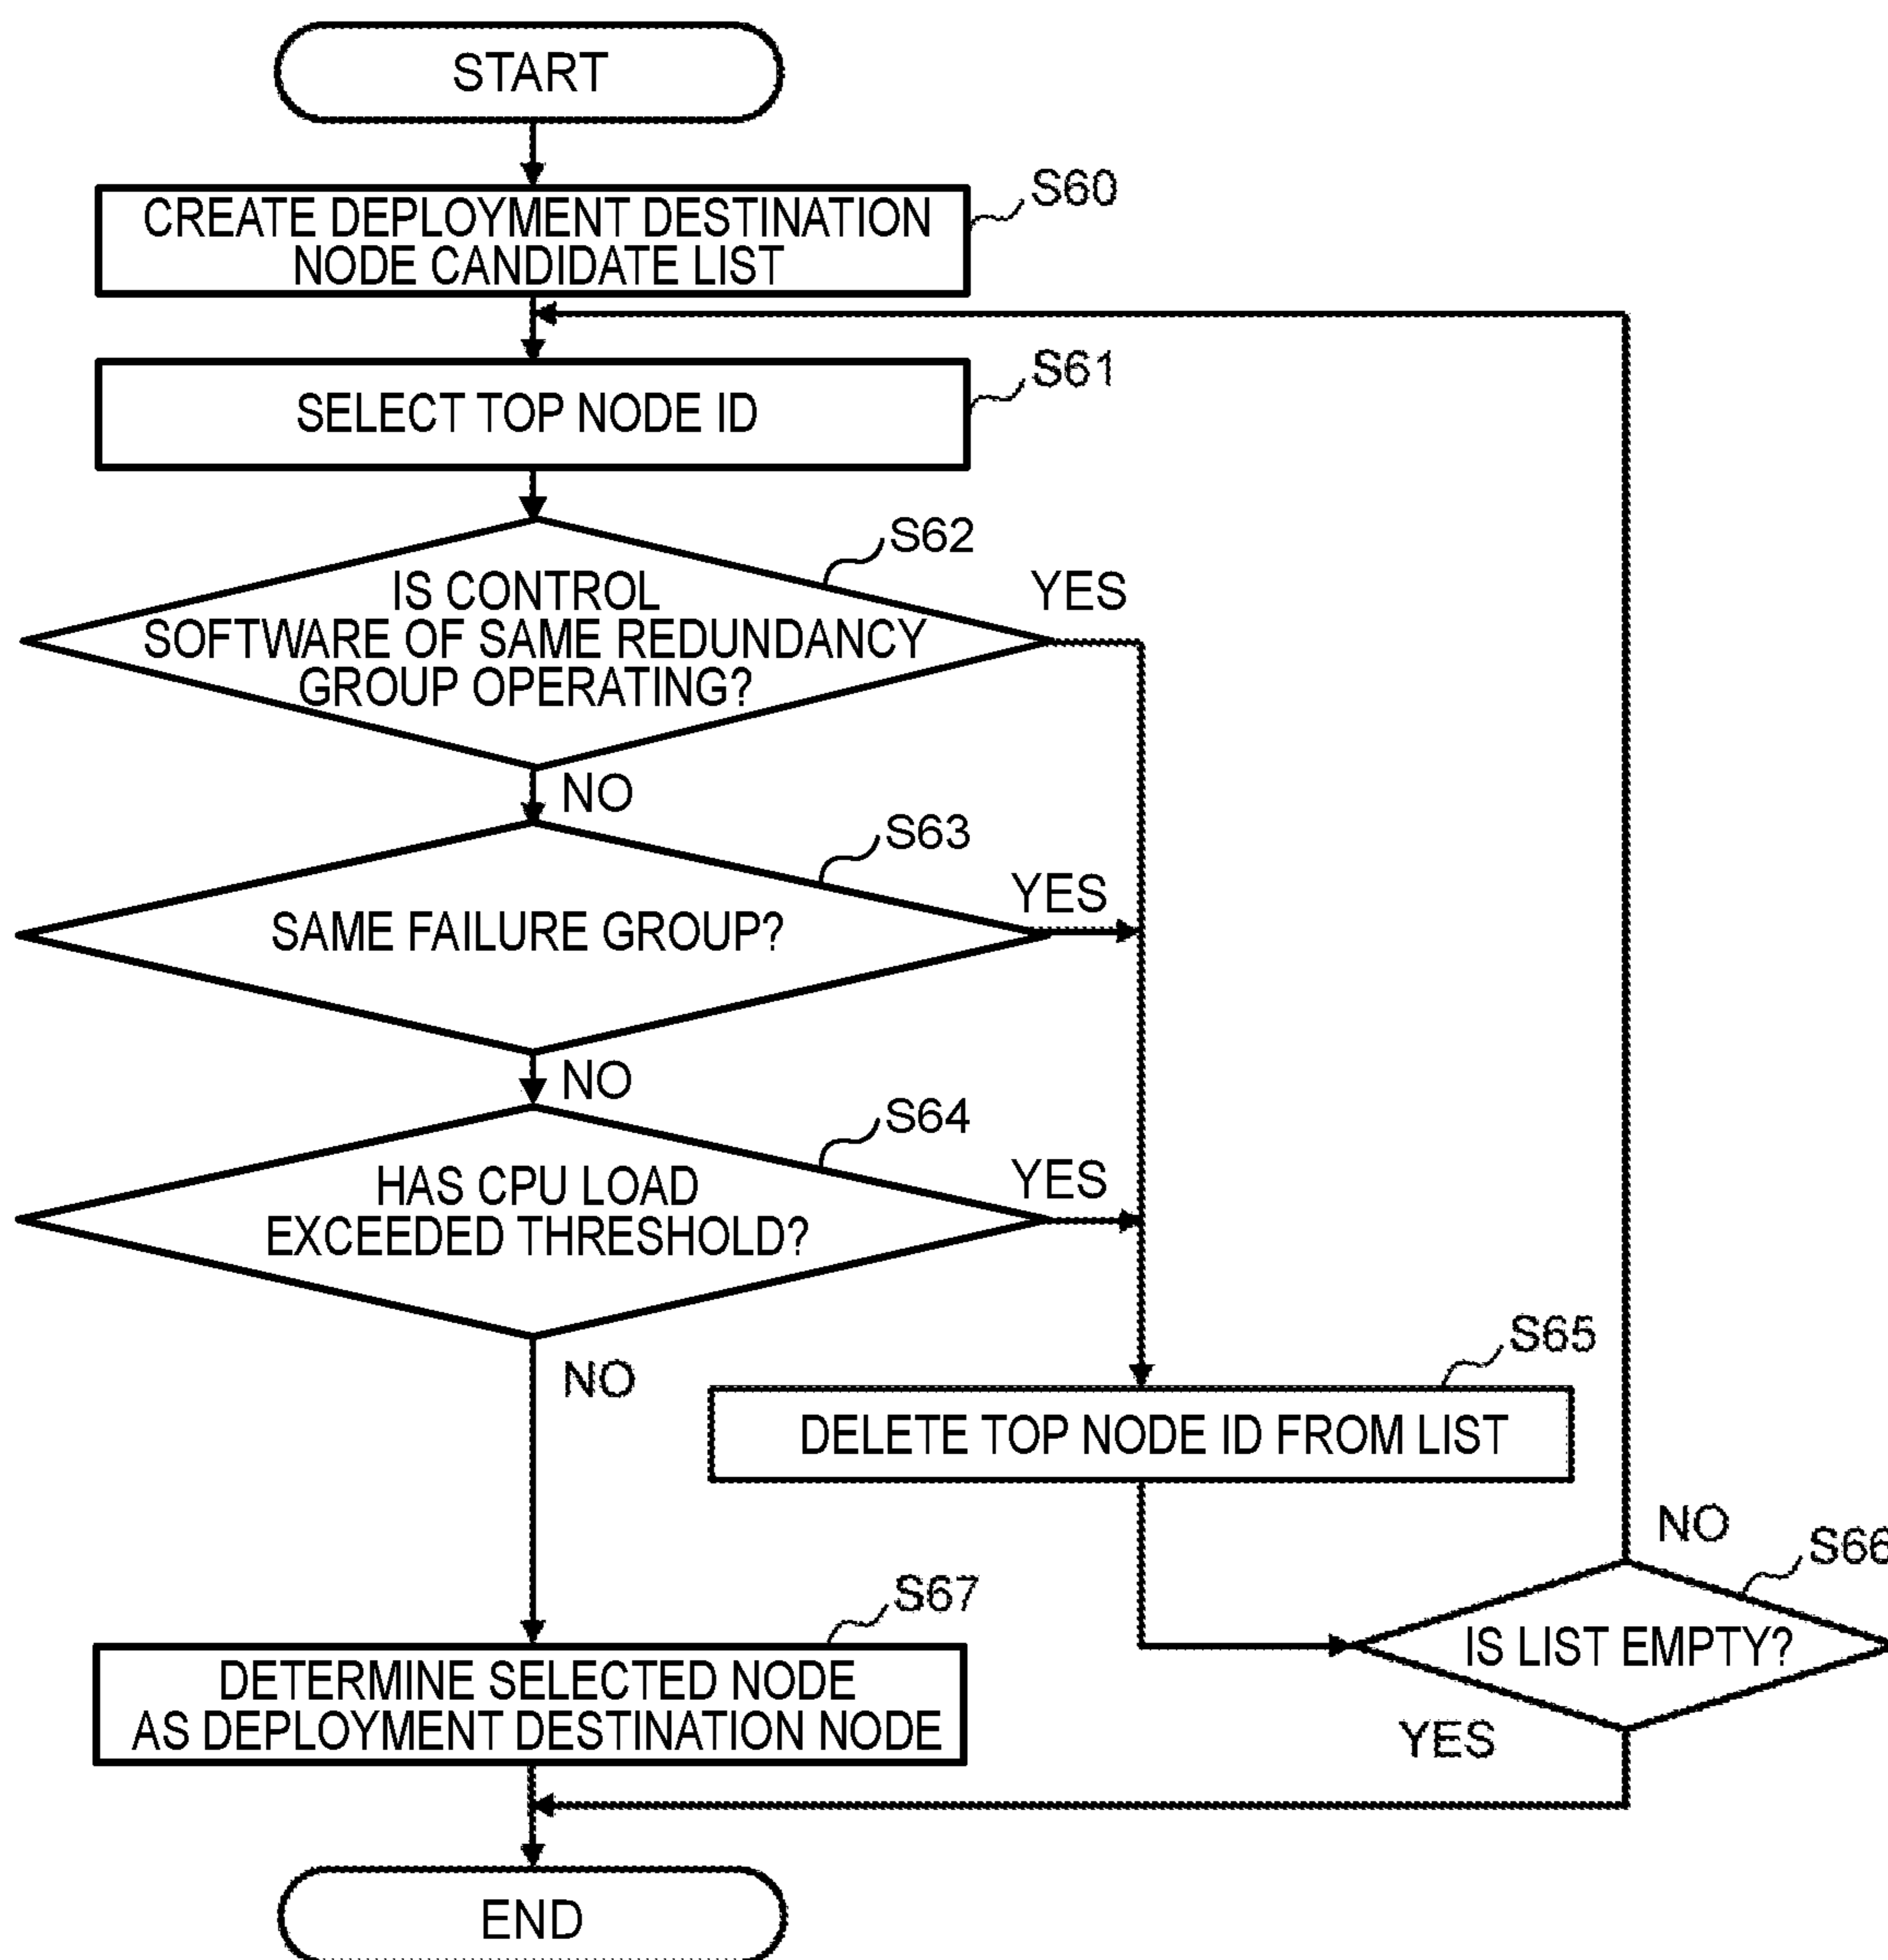 START
S60
CREATE DEPLOYMENT DESTINATION
NODE CANDIDATE LIST
S61
SELECT TOP NODE ID
S62
IS CONTROL
SOFTWARE OF SAME REDUNDANCY
GROUP OPERATING?
YES
NO
S63
SAME FAILURE GROUP?
YES
NO
S64
HAS CPU LOAD
EXCEEDED THRESHOLD?
YES
NO
S65
DELETE TOP NODE ID FROM LIST
NO
S66
IS LIST EMPTY?
YES
S67
DETERMINE SELECTED NODE
AS DEPLOYMENT DESTINATION NODE
END